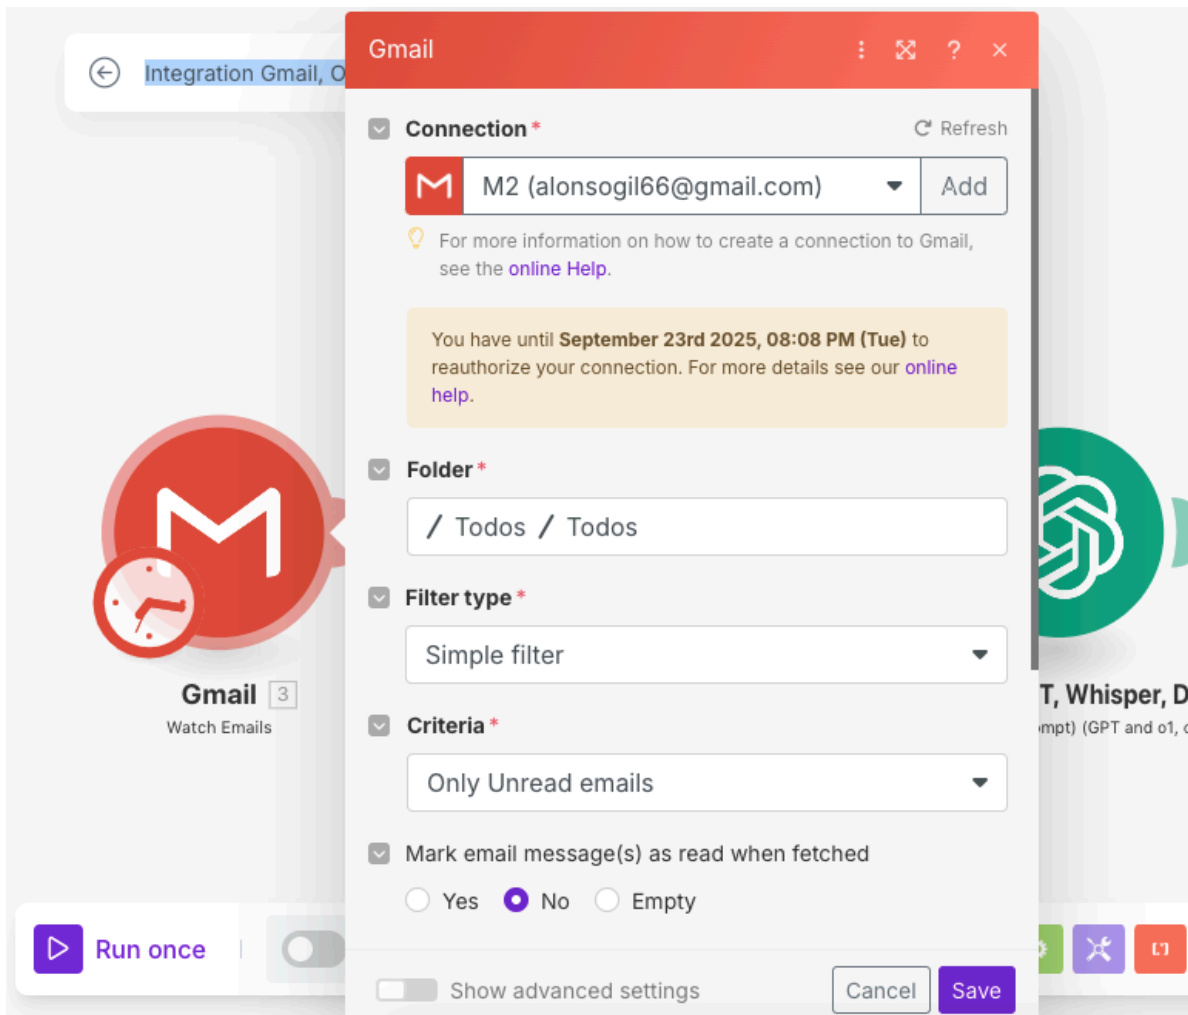 Integration Gmail, O
Gmail
?
Connection *
Refresh
M2 (alonsogil66@gmail.com)
Add
For more information on how to create a connection to Gmail,
see the online Help.
You have until September 23rd 2025, 08:08 PM (Tue) to
reauthorize your connection. For more details see our online
help.
Folder *
/ Todos / Todos
Filter type *
Simple filter
Criteria *
Only Unread emails
Mark email message(s) as read when fetched
Yes No Empty
Gmail 3
Watch Emails
T, Whisper, D
mpt) (GPT and o1,
Run once
Show advanced settings
Cancel
Save